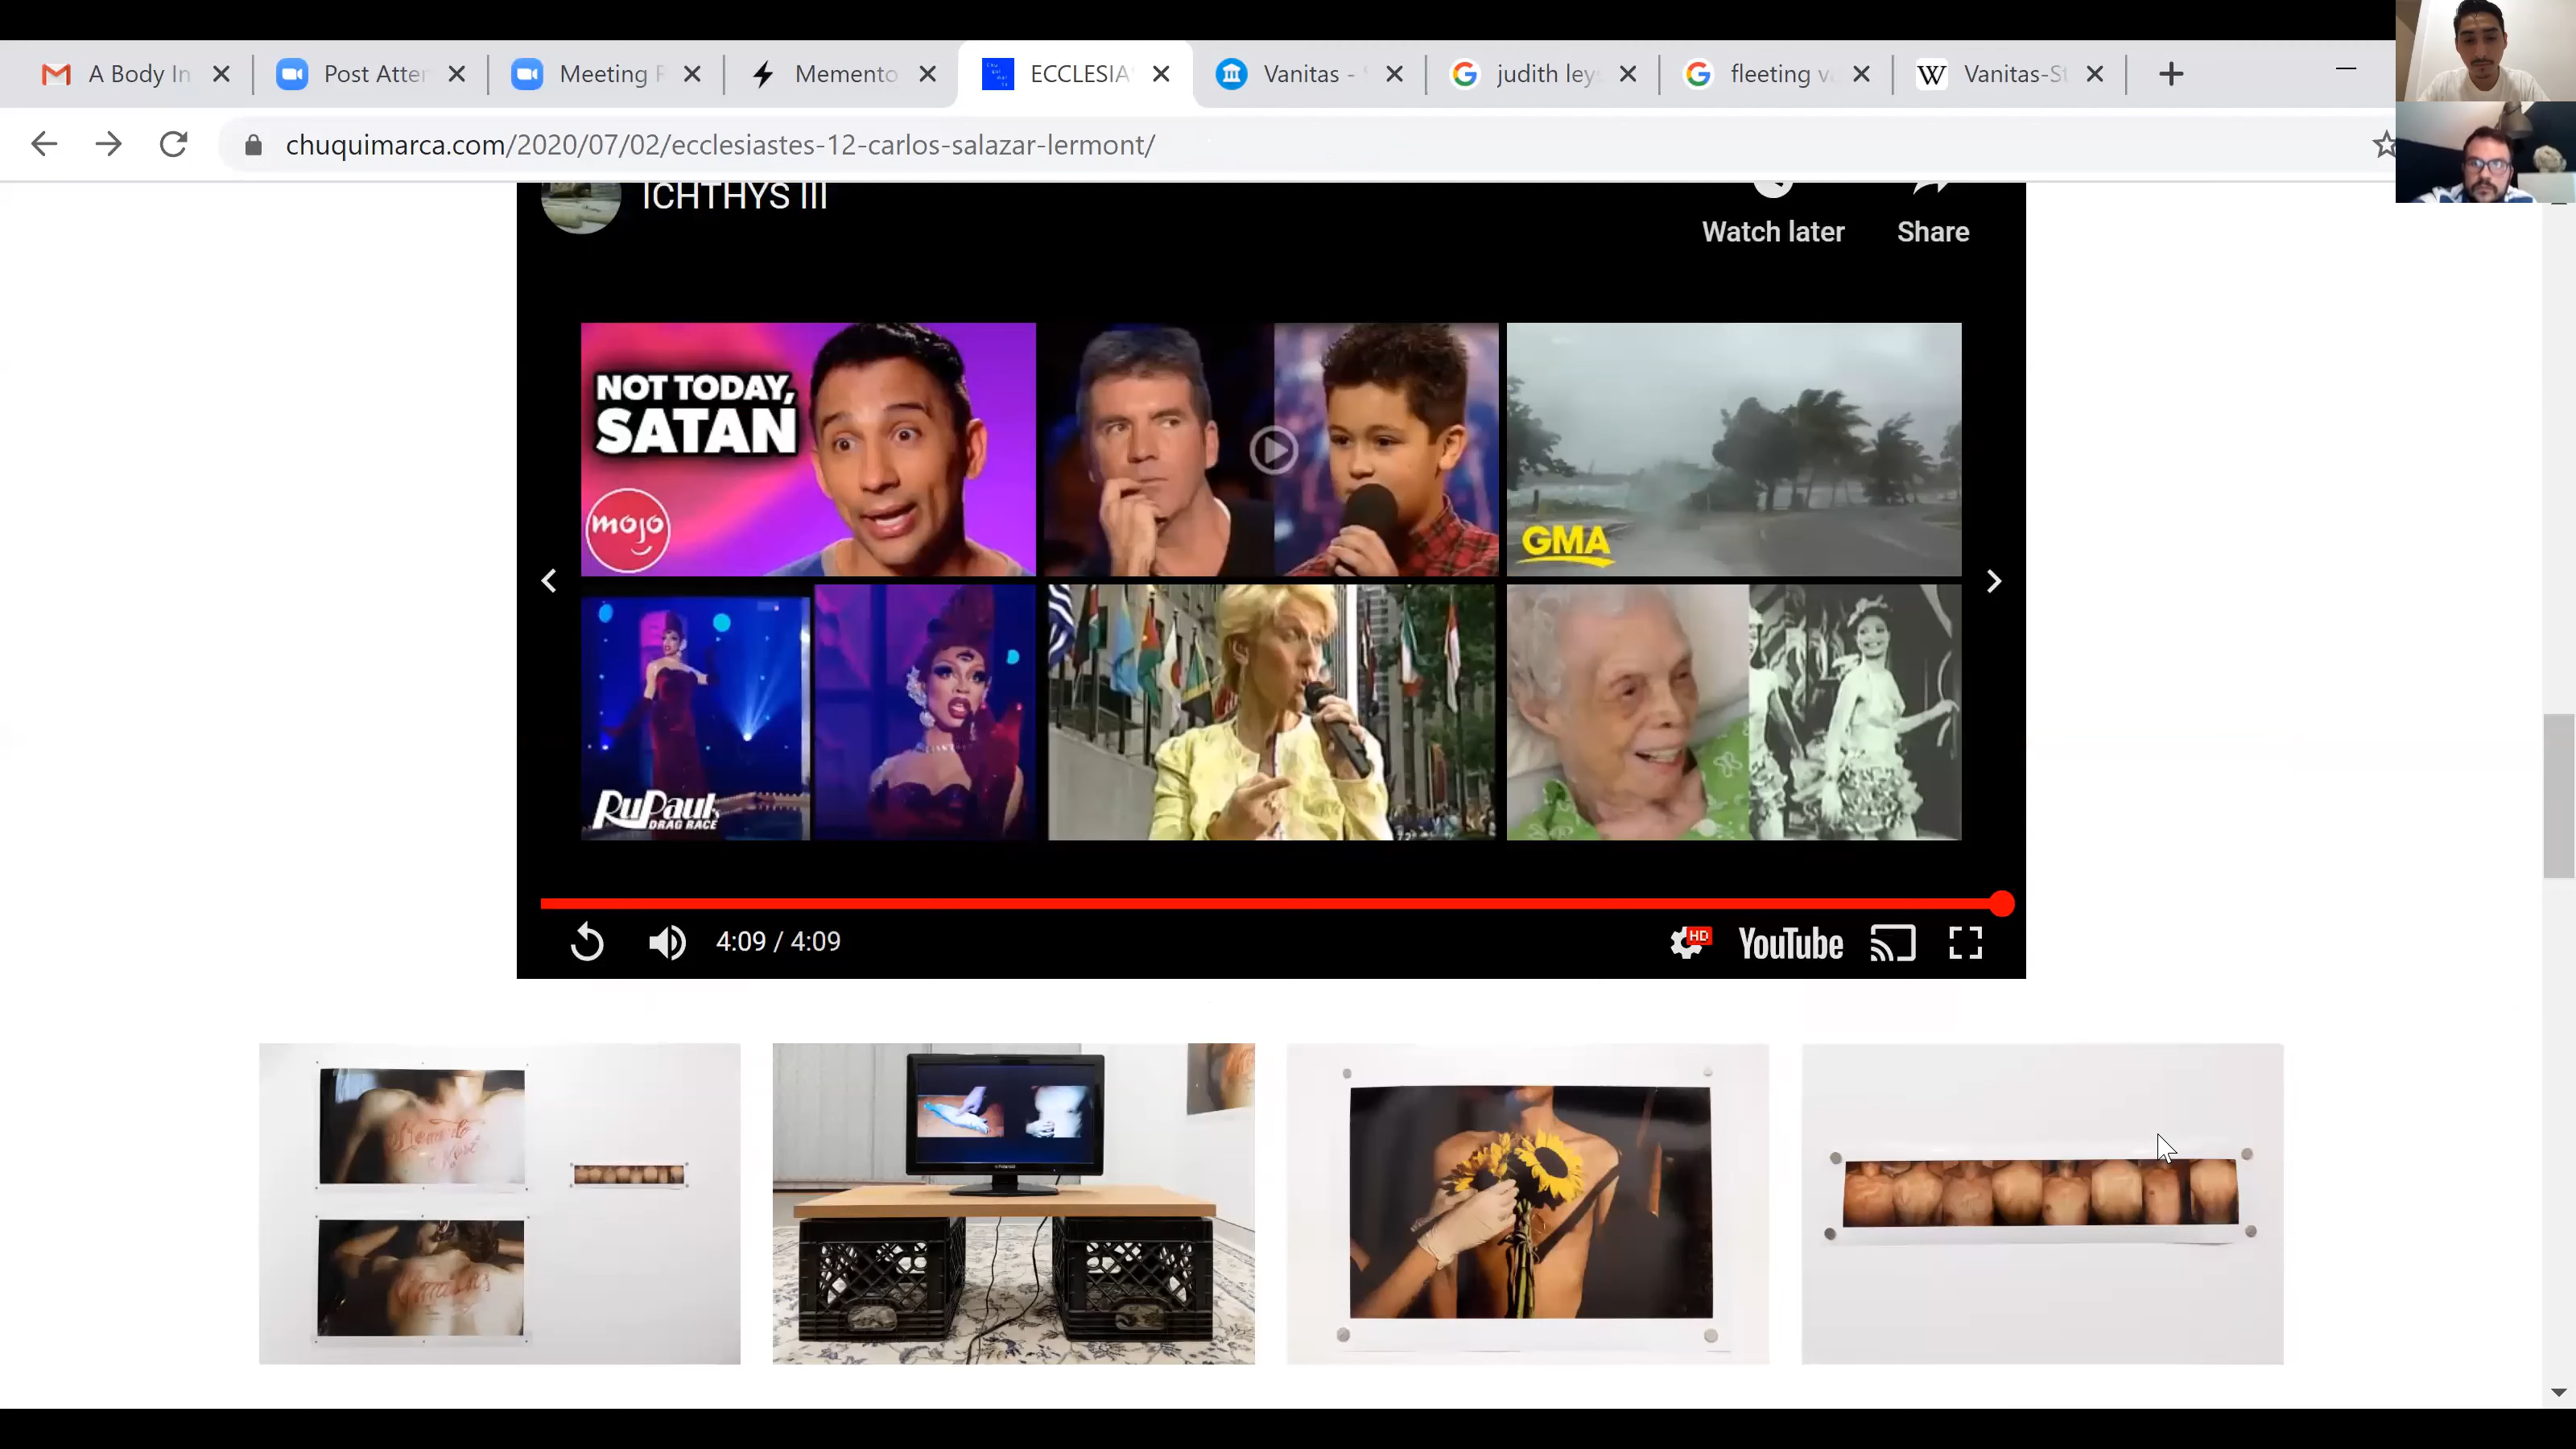 A Body In
Post Atter
Meeting R
Memento
ECCLESIA
Vanitas -
judith ley
fleeting v
Vanitas-St
chuquimarca.com/2020/07/02/ecclesiastes-12-carlos-salazar-lermont/
ICHTHYS III
Watch later
Share
NOT TODAY,
SATAN
mojo
GMA
RuPaul's
DRAG RACE
4:09 / 4:09
HD
YouTube
Vanitas